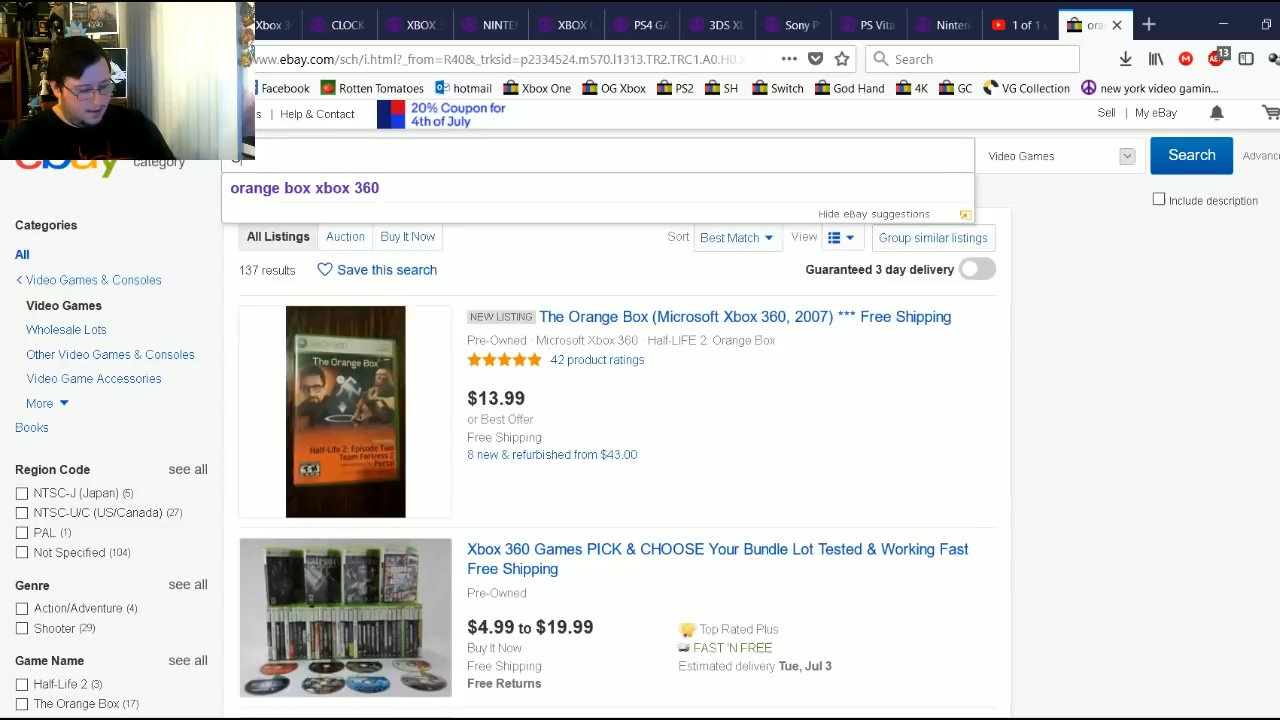 Xbox 3 CLOCK XBOX 2 NINTEN XBOX C PS4 GA 3DS XL Sony P PS Vita Ninten 1 of 1 ora
www.ebay.com/sch/i.html?_from=R40&_trksid=p2334524.m570.l1313.TR2.TRC1.A0.H0.X Search 13
Facebook Rotten Tomatoes hotmail Xbox One OG Xbox PS2 SH Switch God Hand 4K GC VG Collection new york video gamin...
s | Help & Contact
20% Coupon for
4th of July
Sell | My eBay
ebay category Video Games Search Advanc
orange box xbox 360
Include description
Hide eBay suggestions
Categories
All
Video Games & Consoles
Video Games
Wholesale Lots
Other Video Games & Consoles
Video Game Accessories
More
Books
Region Code see all
NTSC-J (Japan) (5)
NTSC-U/C (US/Canada) (27)
PAL (1)
Not Specified (104)
Genre see all
Action/Adventure (4)
Shooter (29)
Game Name see all
Half-Life 2 (3)
The Orange Box (17)
All Listings Auction Buy It Now Sort Best Match View Group similar listings
137 results Save this search Guaranteed 3 day delivery
NEW LISTING The Orange Box (Microsoft Xbox 360, 2007) *** Free Shipping
Pre-Owned · Microsoft Xbox 360 · Half-LIFE 2: Orange Box
42 product ratings
$13.99
or Best Offer
Free Shipping
8 new & refurbished from $43.00
The Orange Box
Half-Life 2: Episode Two
Team Fortress 2
Portal
Xbox 360 Games PICK & CHOOSE Your Bundle Lot Tested & Working Fast
Free Shipping
Pre-Owned
$4.99 to $19.99
Buy It Now
Free Shipping
Free Returns
Top Rated Plus
FAST 'N FREE
Estimated delivery Tue, Jul 3